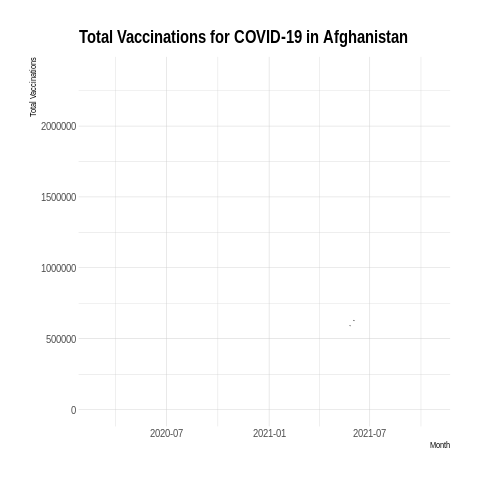 Total Vaccinations for COVID-19 in Afghanistan
Total Vaccinations
2000000
1500000
1000000
500000
0
2020-07
2021-01
2021-07
Month